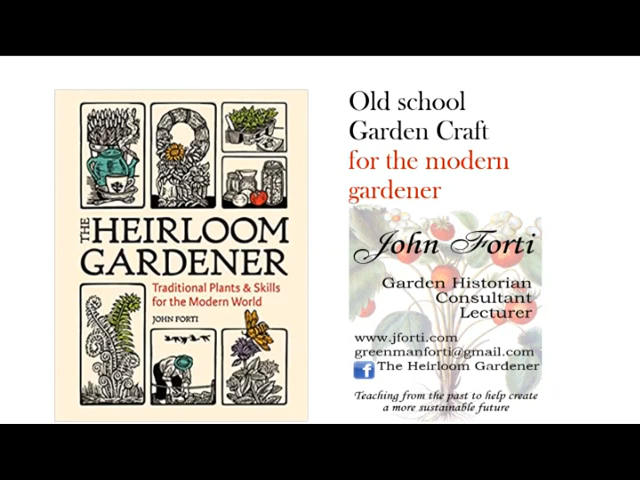 THE HEIRLOOM
GARDENER
Traditional Plants & Skills
for the Modern World
JOHN FORTI
Old school
Garden Craft
for the modern
gardener
John Forti
Garden Historian
Consultant
Lecturer
www.jforti.com
greenmanforti@gmail.com
f The Heirloom Gardener
Teaching from the past to help create
a more sustainable future